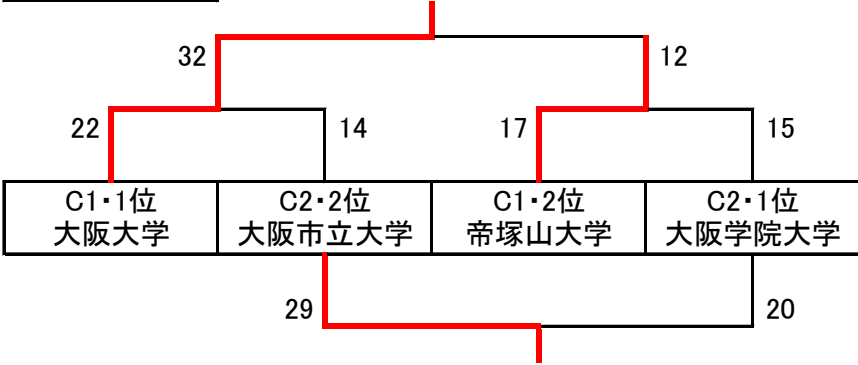 32
12
22
14
17
15
C1・1位
大阪大学
C2・2位
大阪市立大学
C1・2位
帝塚山大学
C2・1位
大阪学院大学
29
20